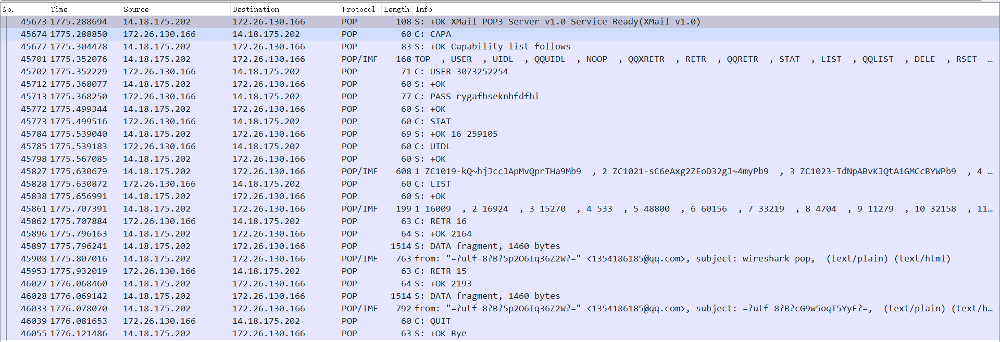 No. Time Source Destination Protocol Length Info
45673 1775.288694 14.18.175.202 172.26.130.166 POP 108 S: +OK XMail POP3 Server v1.0 Service Ready(XMail v1.0)
45674 1775.288850 172.26.130.166 14.18.175.202 POP 60 C: CAPA
45677 1775.304478 14.18.175.202 172.26.130.166 POP 83 S: +OK Capability list follows
45701 1775.352076 14.18.175.202 172.26.130.166 POP/IMF 168 TOP , USER , UIDL , QQUIDL , NOOP , QQXRETR , RETR , QQRETR , STAT , LIST , QQLIST , DELE , RSET …
45702 1775.352229 172.26.130.166 14.18.175.202 POP 71 C: USER 3073252254
45712 1775.368077 14.18.175.202 172.26.130.166 POP 60 S: +OK
45713 1775.368250 172.26.130.166 14.18.175.202 POP 77 C: PASS rygafhseknhfdfhi
45772 1775.499344 14.18.175.202 172.26.130.166 POP 60 S: +OK
45773 1775.499516 172.26.130.166 14.18.175.202 POP 60 C: STAT
45784 1775.539040 14.18.175.202 172.26.130.166 POP 69 S: +OK 16 259105
45785 1775.539183 172.26.130.166 14.18.175.202 POP 60 C: UIDL
45798 1775.567085 14.18.175.202 172.26.130.166 POP 60 S: +OK
45827 1775.630679 14.18.175.202 172.26.130.166 POP/IMF 608 1 ZC1019-kQ~hjJccJApMvQprTHa9Mb9 , 2 ZC1021-sC6eAxg2ZEoD32gJ~4myPb9 , 3 ZC1023-TdNpABvKJQtA1GMCcBYWPb9 , 4 …
45828 1775.630872 172.26.130.166 14.18.175.202 POP 60 C: LIST
45838 1775.656991 14.18.175.202 172.26.130.166 POP 60 S: +OK
45861 1775.707391 14.18.175.202 172.26.130.166 POP/IMF 199 1 16009 , 2 16924 , 3 15270 , 4 533 , 5 48800 , 6 60156 , 7 33219 , 8 4704 , 9 11279 , 10 32158 , 11…
45862 1775.707884 172.26.130.166 14.18.175.202 POP 63 C: RETR 16
45896 1775.796163 14.18.175.202 172.26.130.166 POP 64 S: +OK 2164
45897 1775.796241 14.18.175.202 172.26.130.166 POP 1514 S: DATA fragment, 1460 bytes
45908 1775.807016 14.18.175.202 172.26.130.166 POP/IMF 763 from: "=?utf-8?B?5p2O6Iq36Z2W?=" <1354186185@qq.com>, subject: wireshark pop, (text/plain) (text/html)
45953 1775.932019 172.26.130.166 14.18.175.202 POP 63 C: RETR 15
46027 1776.068460 14.18.175.202 172.26.130.166 POP 64 S: +OK 2193
46028 1776.069142 14.18.175.202 172.26.130.166 POP 1514 S: DATA fragment, 1460 bytes
46033 1776.078070 14.18.175.202 172.26.130.166 POP/IMF 792 from: "=?utf-8?B?5p2O6Iq36Z2W?=" <1354186185@qq.com>, subject: =?utf-8?B?cG9w5oqT5YyF?=, (text/plain) (text/h…
46039 1776.081653 172.26.130.166 14.18.175.202 POP 60 C: QUIT
46055 1776.121486 14.18.175.202 172.26.130.166 POP 63 S: +OK Bye